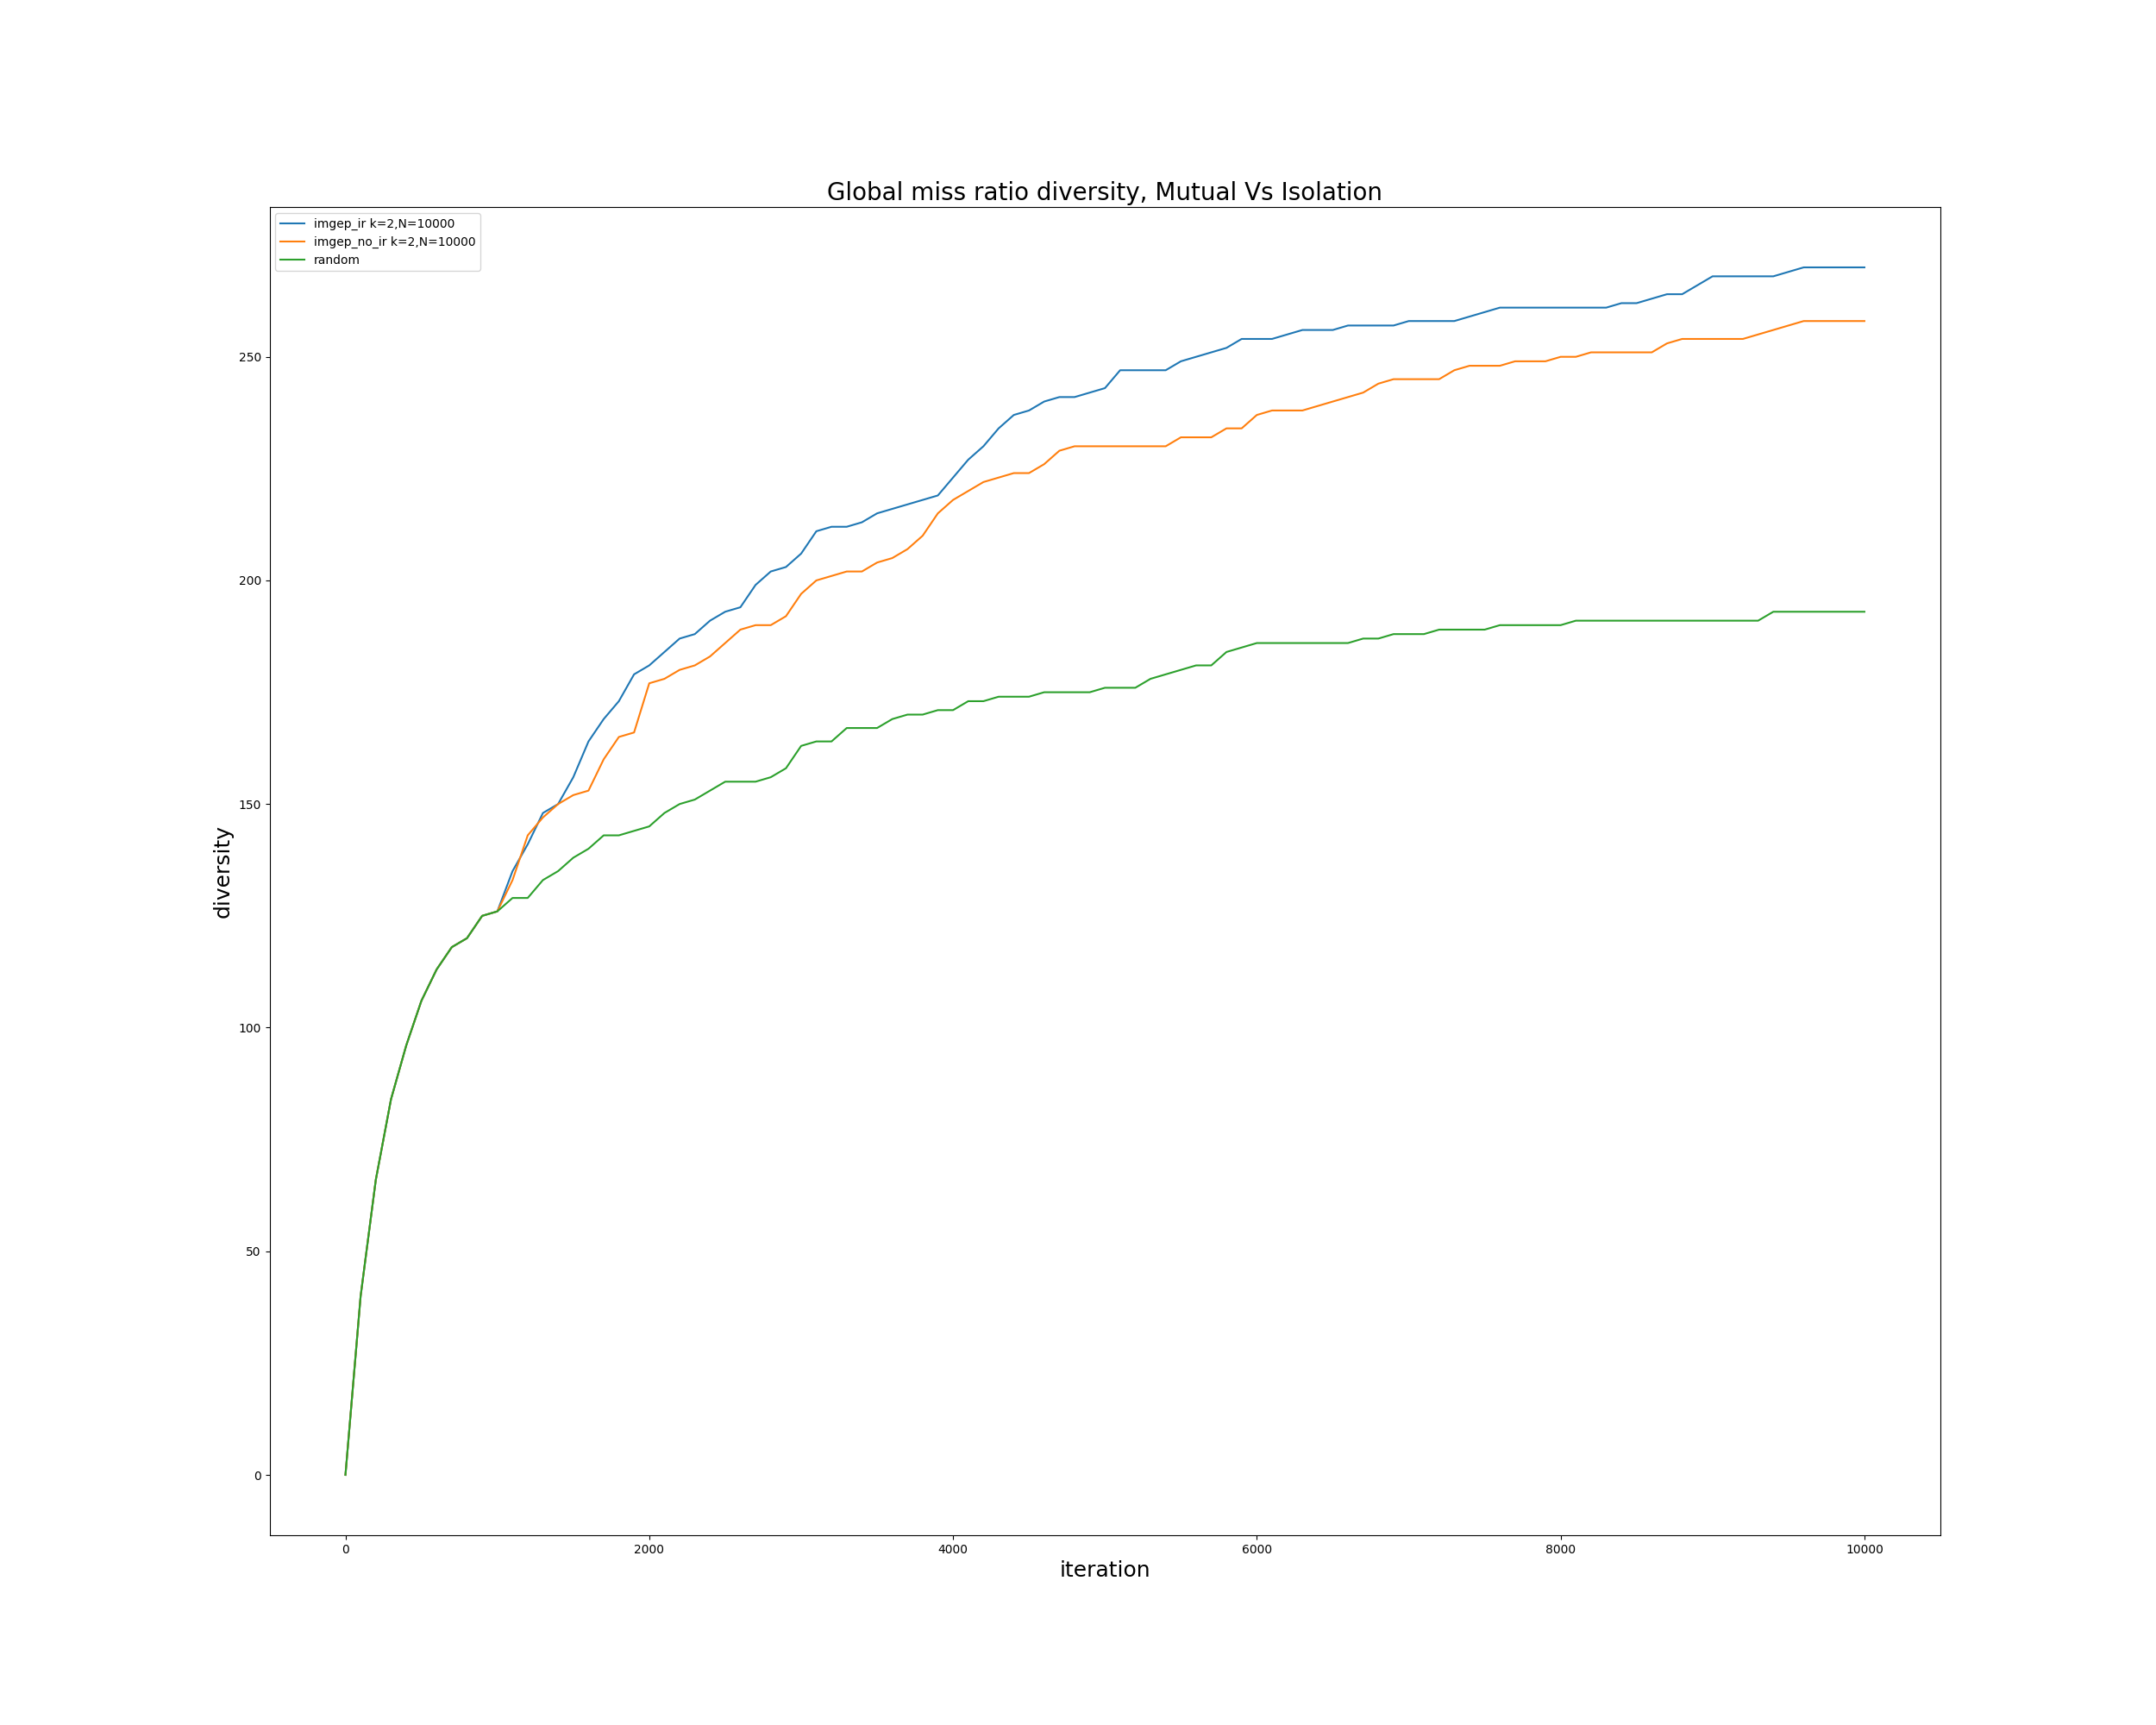 Global miss ratio diversity, Mutual Vs Isolation
imgep_ir k=2,N=10000
imgep_no_ir k=2,N=10000
random
250
200
150
100
50
0
diversity
0 2000 4000 6000 8000 10000
iteration